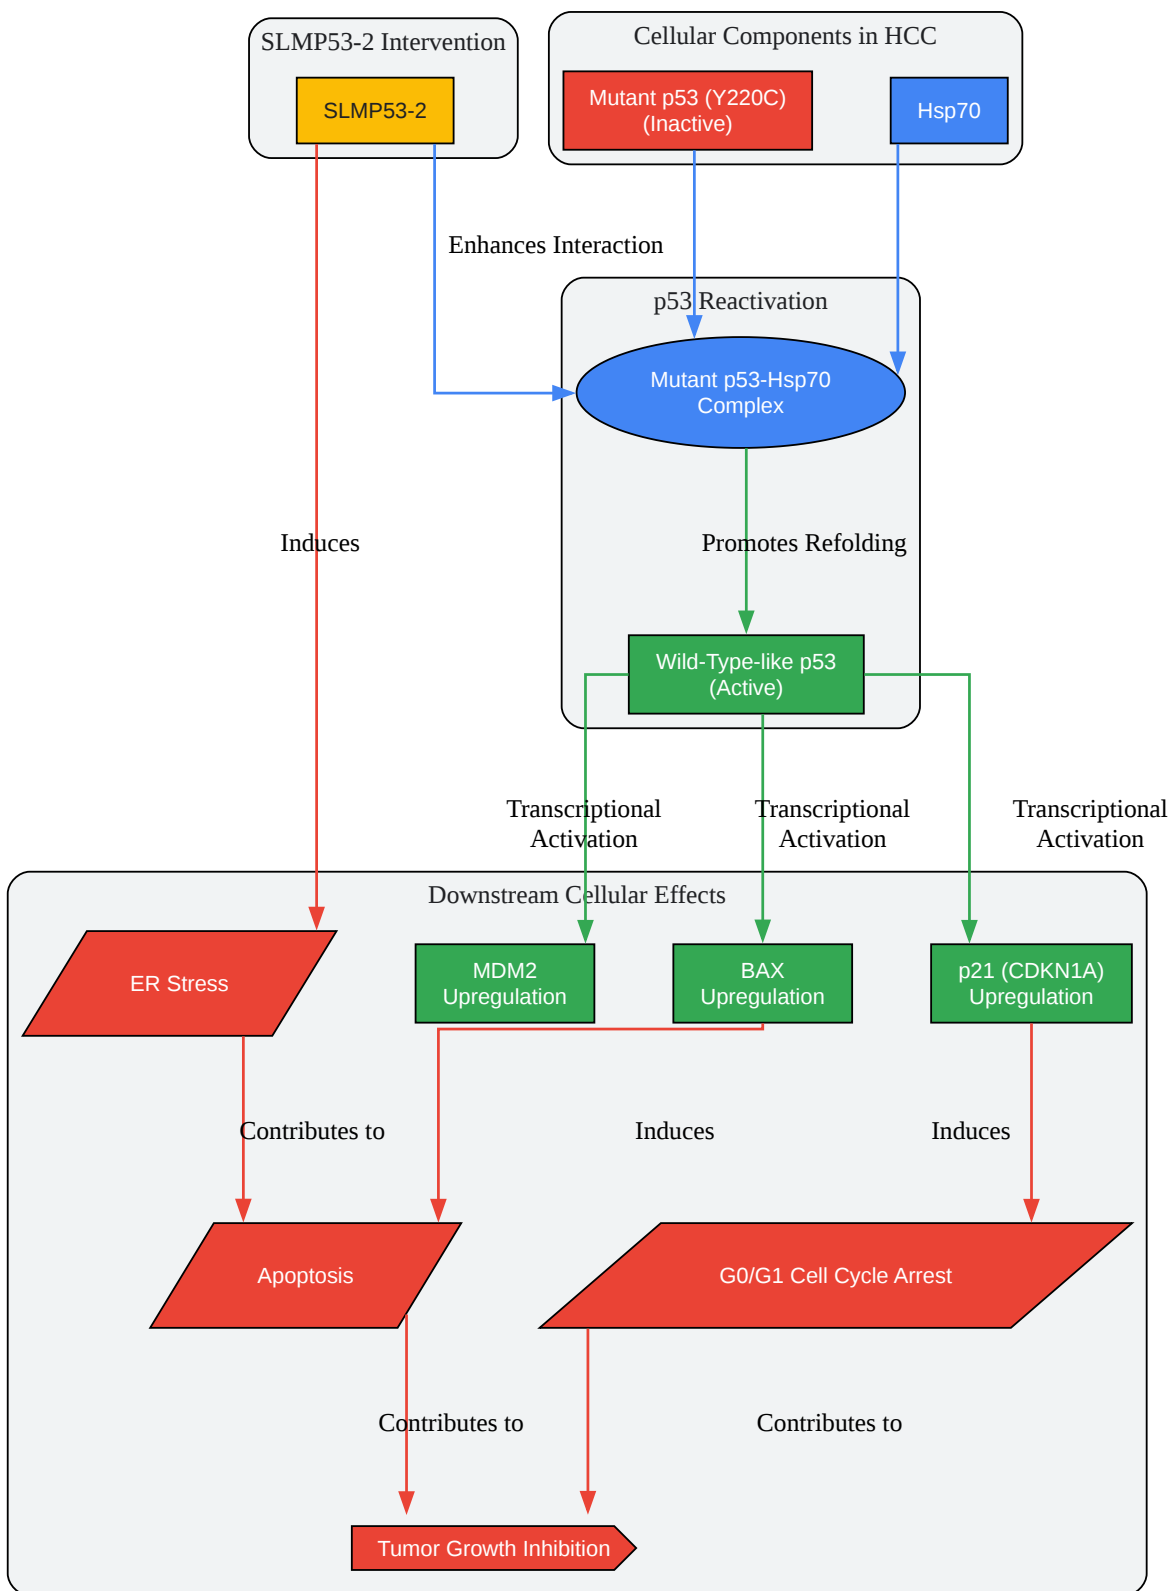 SLMP53-2 Intervention
Cellular Components in HCC
SLMP53-2
Mutant p53 (Y220C)
(Inactive)
Hsp70
Enhances Interaction
p53 Reactivation
Mutant p53-Hsp70
Complex
Induces
Promotes Refolding
Wild-Type-like p53
(Active)
Transcriptional
Activation
Transcriptional
Activation
Transcriptional
Activation
Downstream Cellular Effects
ER Stress
MDM2
Upregulation
BAX
Upregulation
p21 (CDKN1A)
Upregulation
Contributes to
Induces
Induces
Apoptosis
G0/G1 Cell Cycle Arrest
Contributes to
Contributes to
Tumor Growth Inhibition